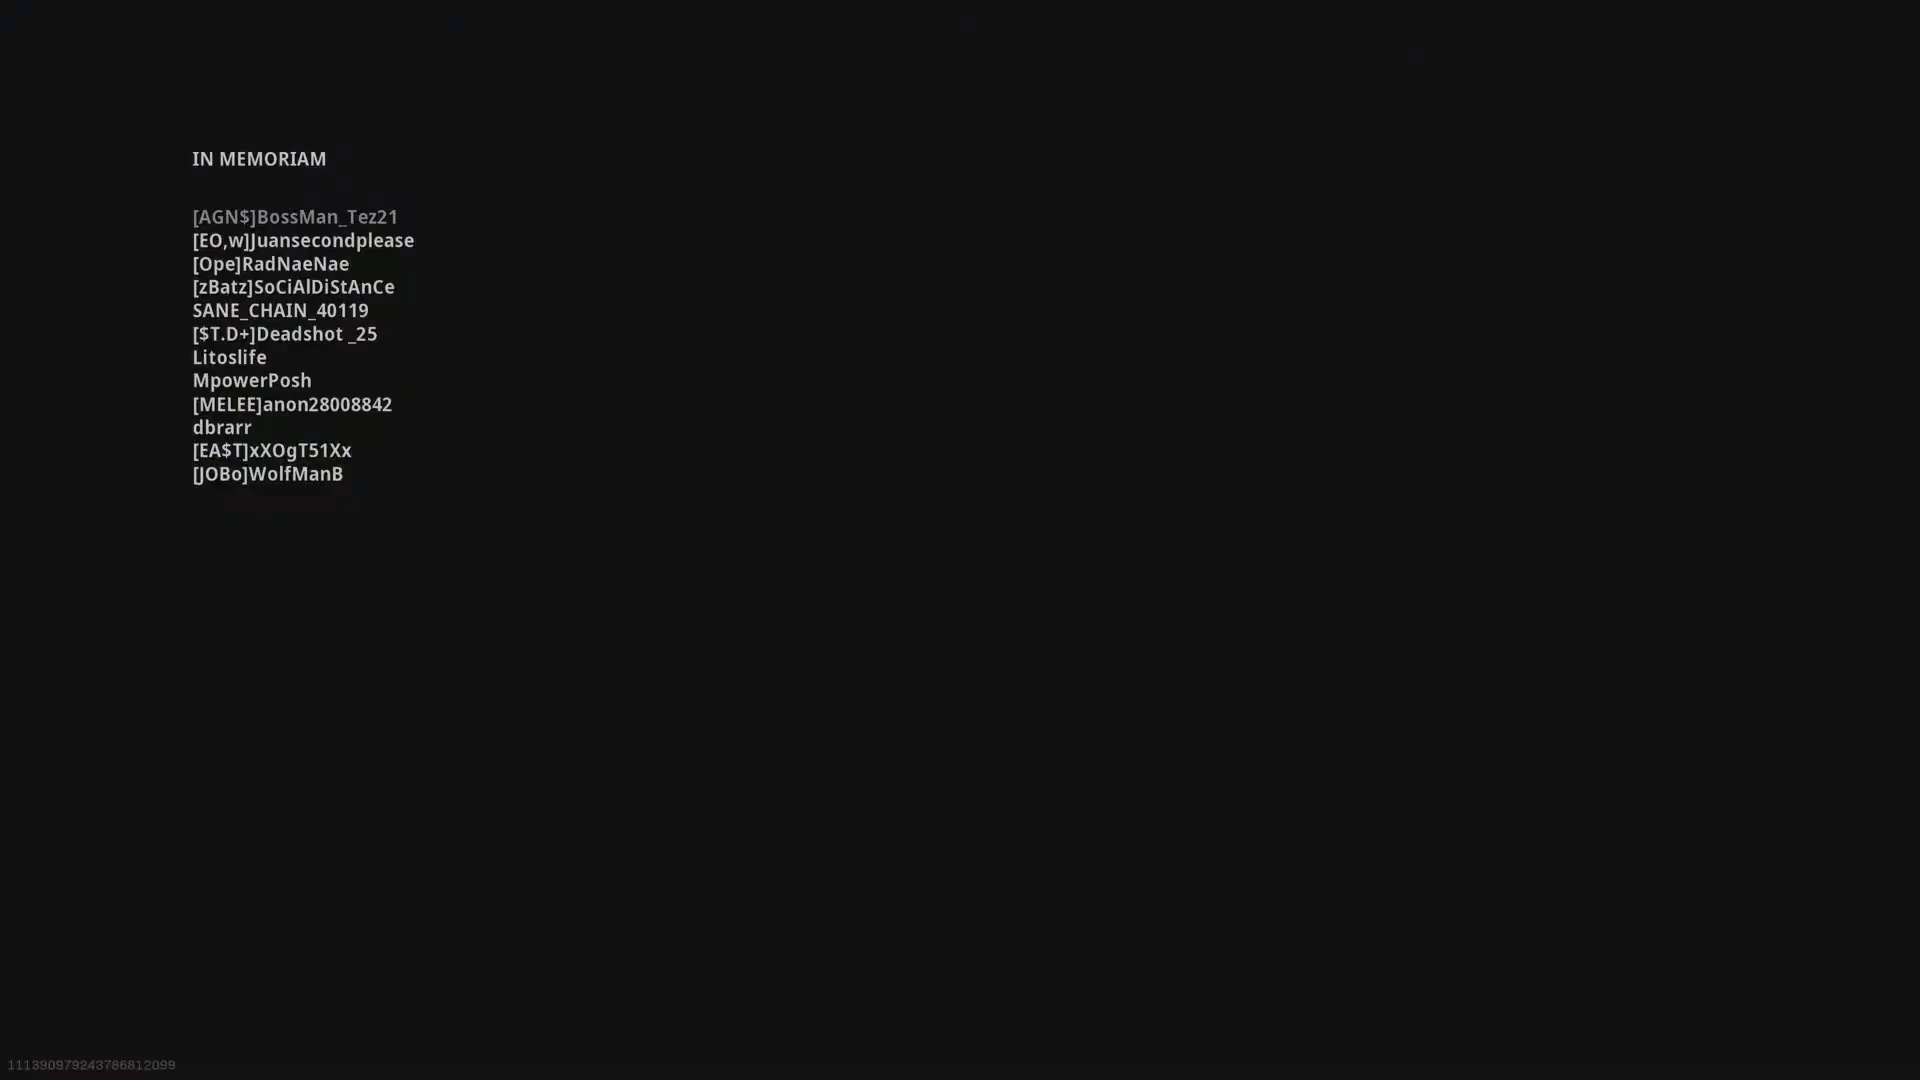 IN MEMORIAM
[AGN$]BossMan_Tez21
[EO,w]Juansecondplease
[Ope]RadNaeNae
[zBatz]SoCiAlDiStAnCe
SANE_CHAIN_40119
[$T.D+]Deadshot _25
Litoslife
MpowerPosh
[MELEE]anon28008842
dbrarr
[EA$T]xXOgT51Xx
[JOBo]WolfManB
111390979243786812099